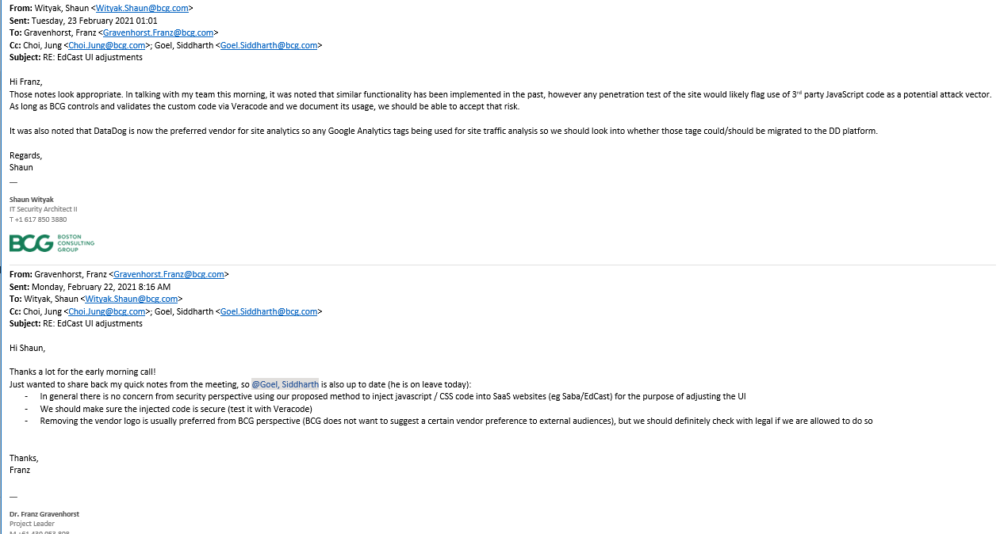 From: Wityak, Shaun <Wityak.Shaun@bcg.com>
Sent: Tuesday, 23 February 2021 01:01
To: Gravenhorst, Franz <Gravenhorst.Franz@bcg.com>
Cc: Choi, Jung <Choi.Jung@bcg.com>; Goel, Siddharth <Goel.Siddharth@bcg.com>
Subject: RE: EdCast UI adjustments
Hi Franz,
Those notes look appropriate. In talking with my team this morning, it was noted that similar functionality has been implemented in the past, however any penetration test of the site would likely flag use of 3rd party JavaScript code as a potential attack vector.
As long as BCG controls and validates the custom code via Veracode and we document its usage, we should be able to accept that risk.
It was also noted that DataDog is now the preferred vendor for site analytics so any Google Analytics tags being used for site traffic analysis so we should look into whether those tage could/should be migrated to the DD platform.
Regards,
Shaun
—
Shaun Wityak
IT Security Architect II
T +1 617 850 3880
BCG BOSTON
CONSULTING
GROUP
From: Gravenhorst, Franz <Gravenhorst.Franz@bcg.com>
Sent: Monday, February 22, 2021 8:16 AM
To: Wityak, Shaun <Wityak.Shaun@bcg.com>
Cc: Choi, Jung <Choi.Jung@bcg.com>; Goel, Siddharth <Goel.Siddharth@bcg.com>
Subject: RE: EdCast UI adjustments
Hi Shaun,
Thanks a lot for the early morning call!
Just wanted to share back my quick notes from the meeting, so @Goel, Siddharth is also up to date (he is on leave today):
- In general there is no concern from security perspective using our proposed method to inject javascript / CSS code into SaaS websites (eg Saba/EdCast) for the purpose of adjusting the UI
- We should make sure the injected code is secure (test it with Veracode)
- Removing the vendor logo is usually preferred from BCG perspective (BCG does not want to suggest a certain vendor preference to external audiences), but we should definitely check with legal if we are allowed to do so
Thanks,
Franz
—
Dr. Franz Gravenhorst
Project Leader